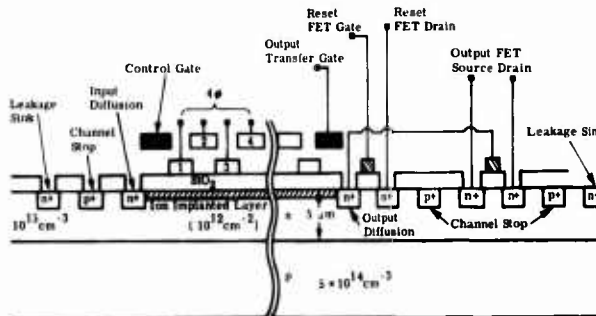 Reset
FET Gate
Reset
FET Drain
Output
Transfer Gate
Output FET
Source Drain
Control Gate
4ø
Input
Diffusion
Leakage
Sink
Channel
Stop
Leakage Sin
2
4
1
3
SiO2
n+ p+ n+ n+ n+ p+ n+ n+ p+ n+
Ion Implanted Layer
10^15 cm^-3
(10^12 cm^-2)
n
5 µm
Output
Diffusion
Channel Stop
P
5 × 10^14 cm^-3